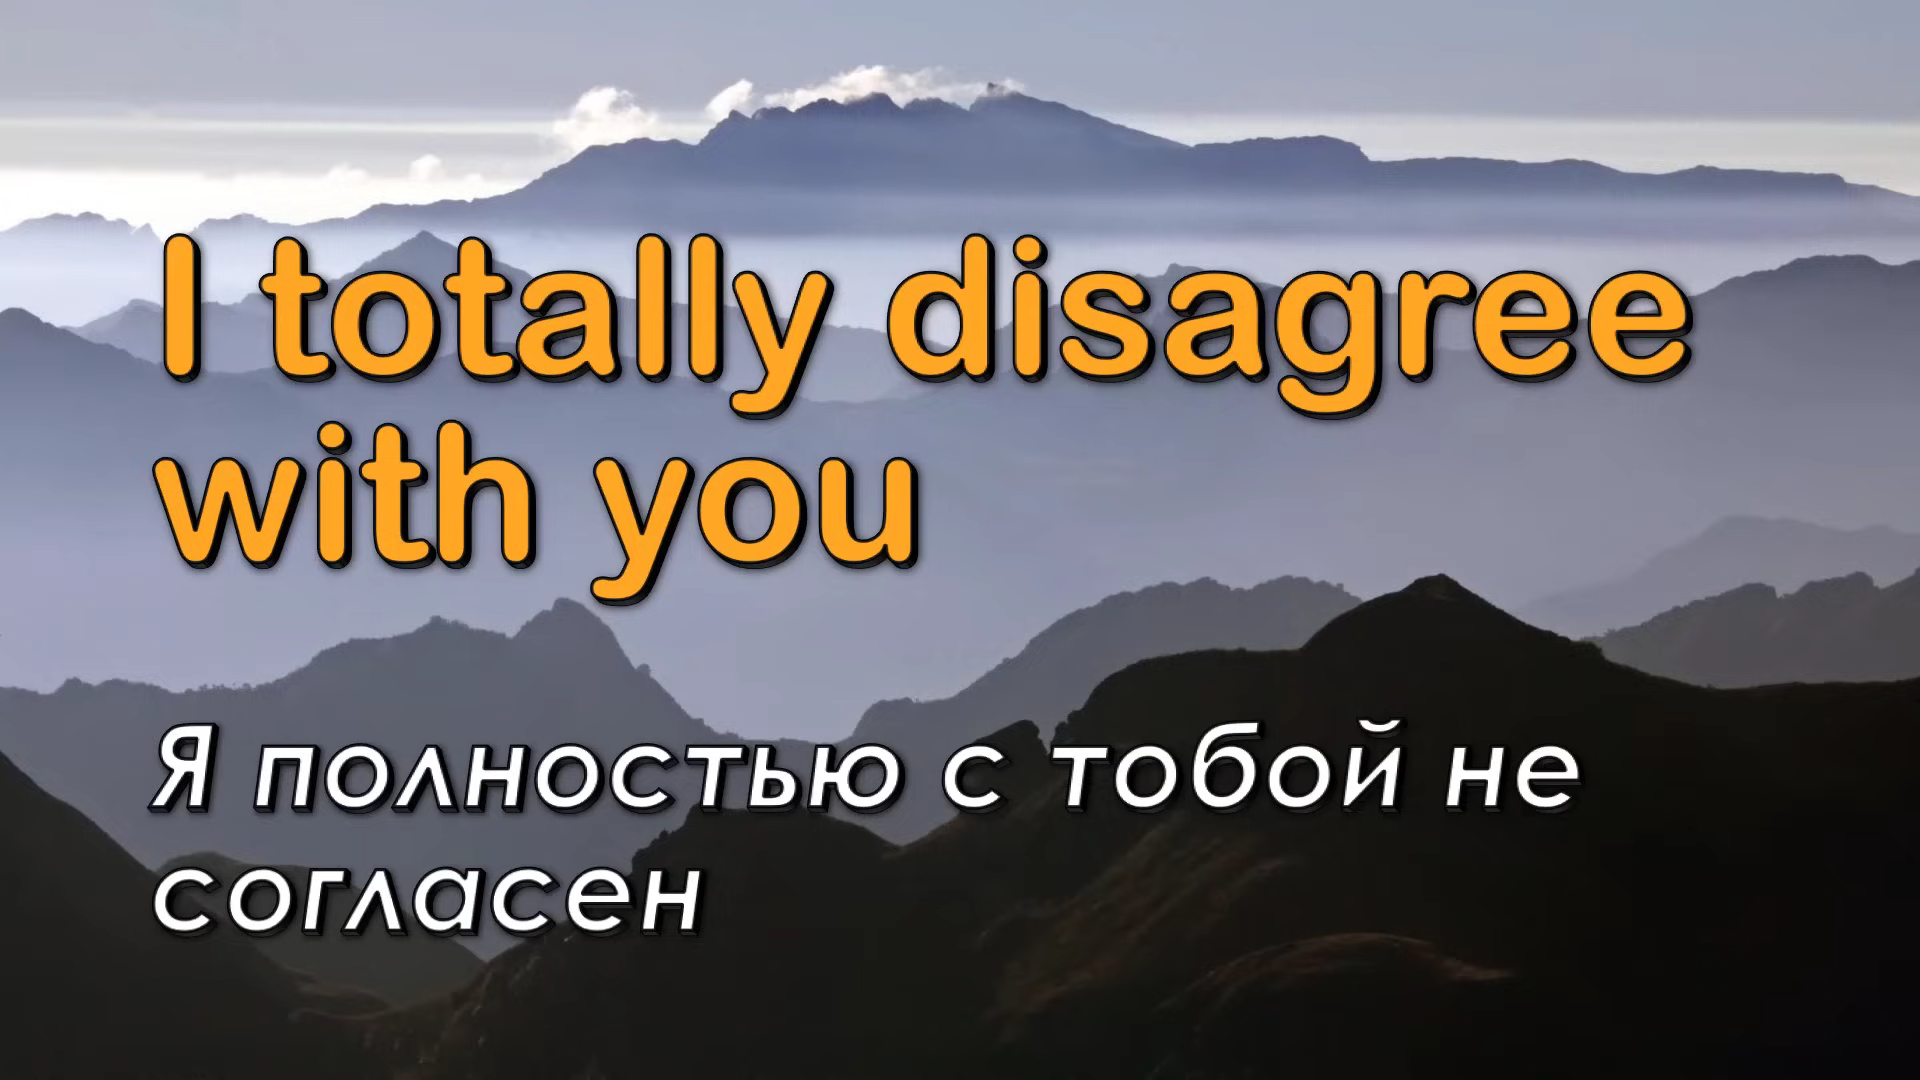 I totally disagree
with you
Я полностью с тобой не
согласен